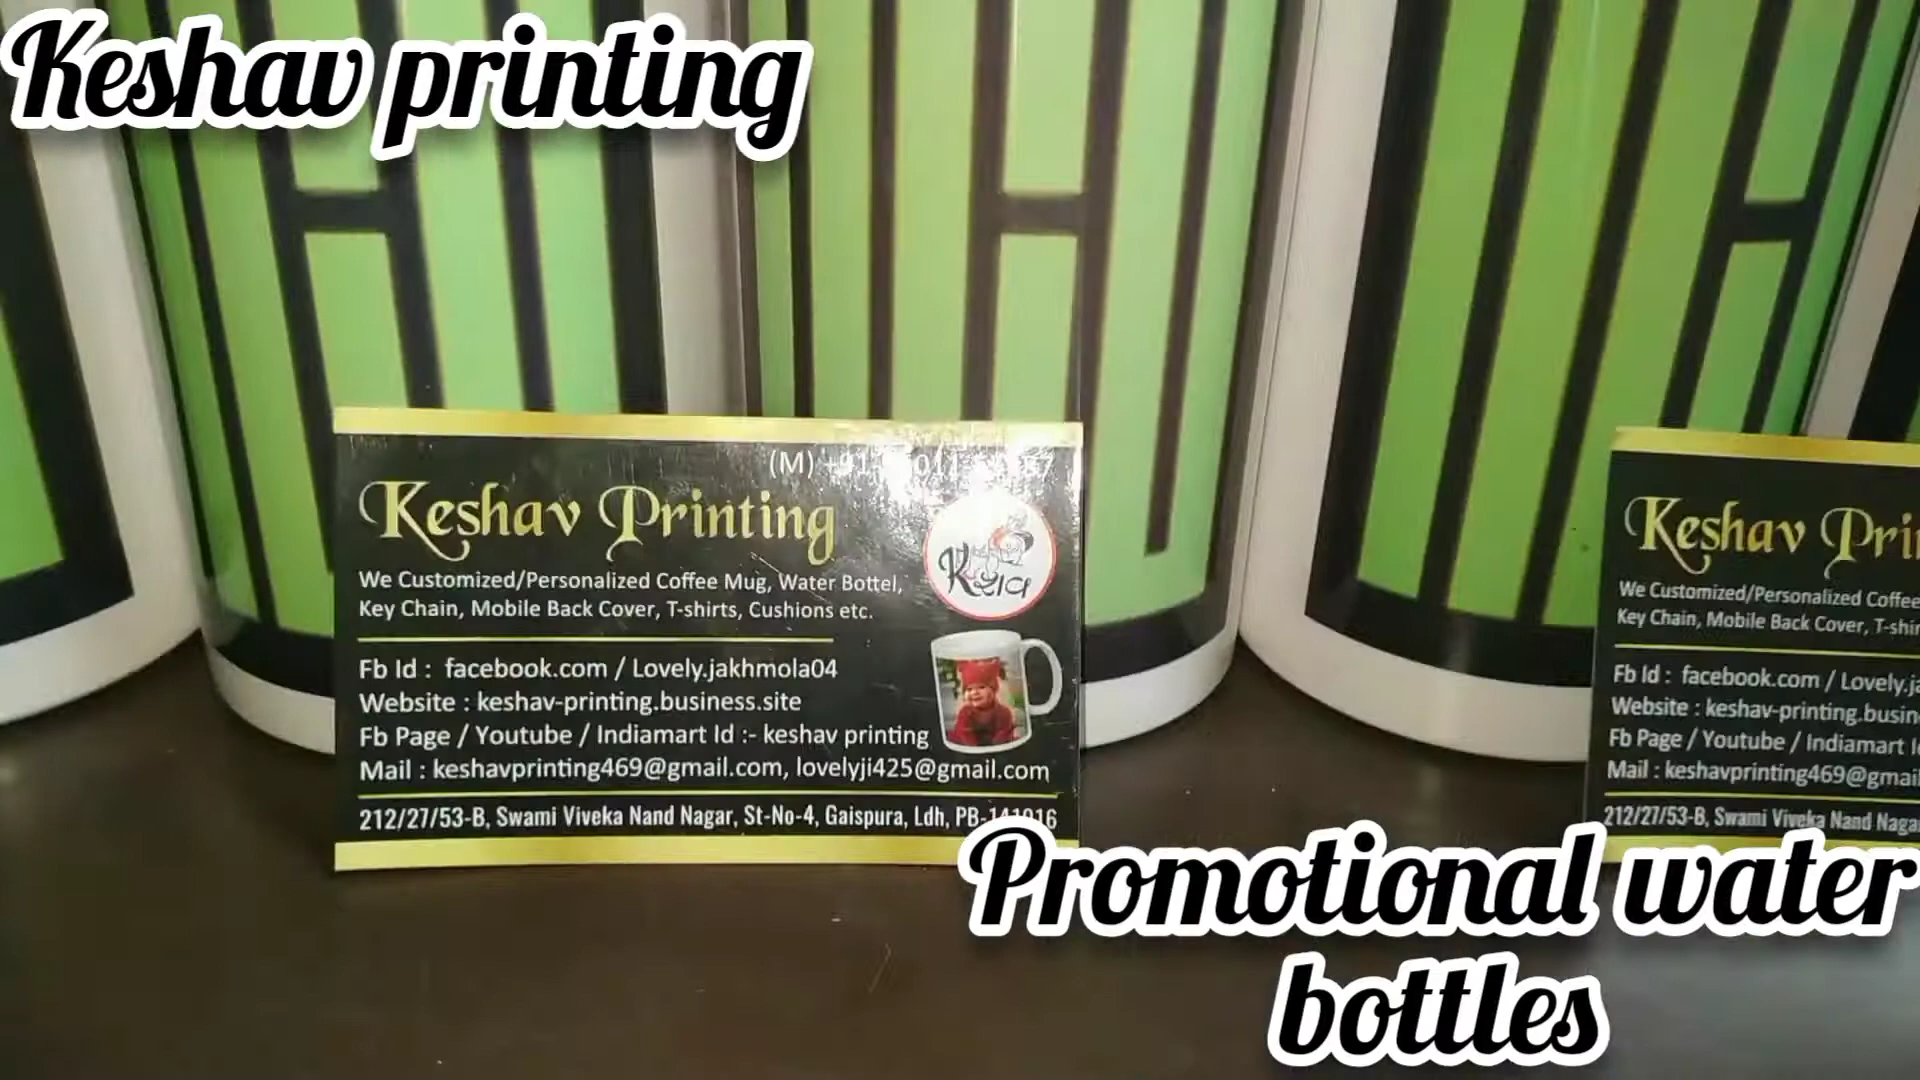 Keshav printing
(M)
Keshav Printing
We Customized/Personalized Coffee Mug, Water Bottel,
Key Chain, Mobile Back Cover, T-shirts, Cushions etc.
Fb Id : facebook.com / Lovely.jakhmola04
Website : keshav-printing.business.site
Fb Page / Youtube / Indiamart Id :- keshav printing
Mail : keshavprinting469@gmail.com, lovelyji425@gmail.com
212/27/53-B, Swami Viveka Nand Nagar, St-No-4, Gaispura, Ldh, PB-141016
Keshav
We Customized/Personalized Coffee
Key Chain, Mobile Back Cover,
Fb Id : facebook.com /
Website :
Fb Page / Youtube / Indiamart
Mail :
212/27/53-B, Swami Viveka Nand
Promotional water
bottles